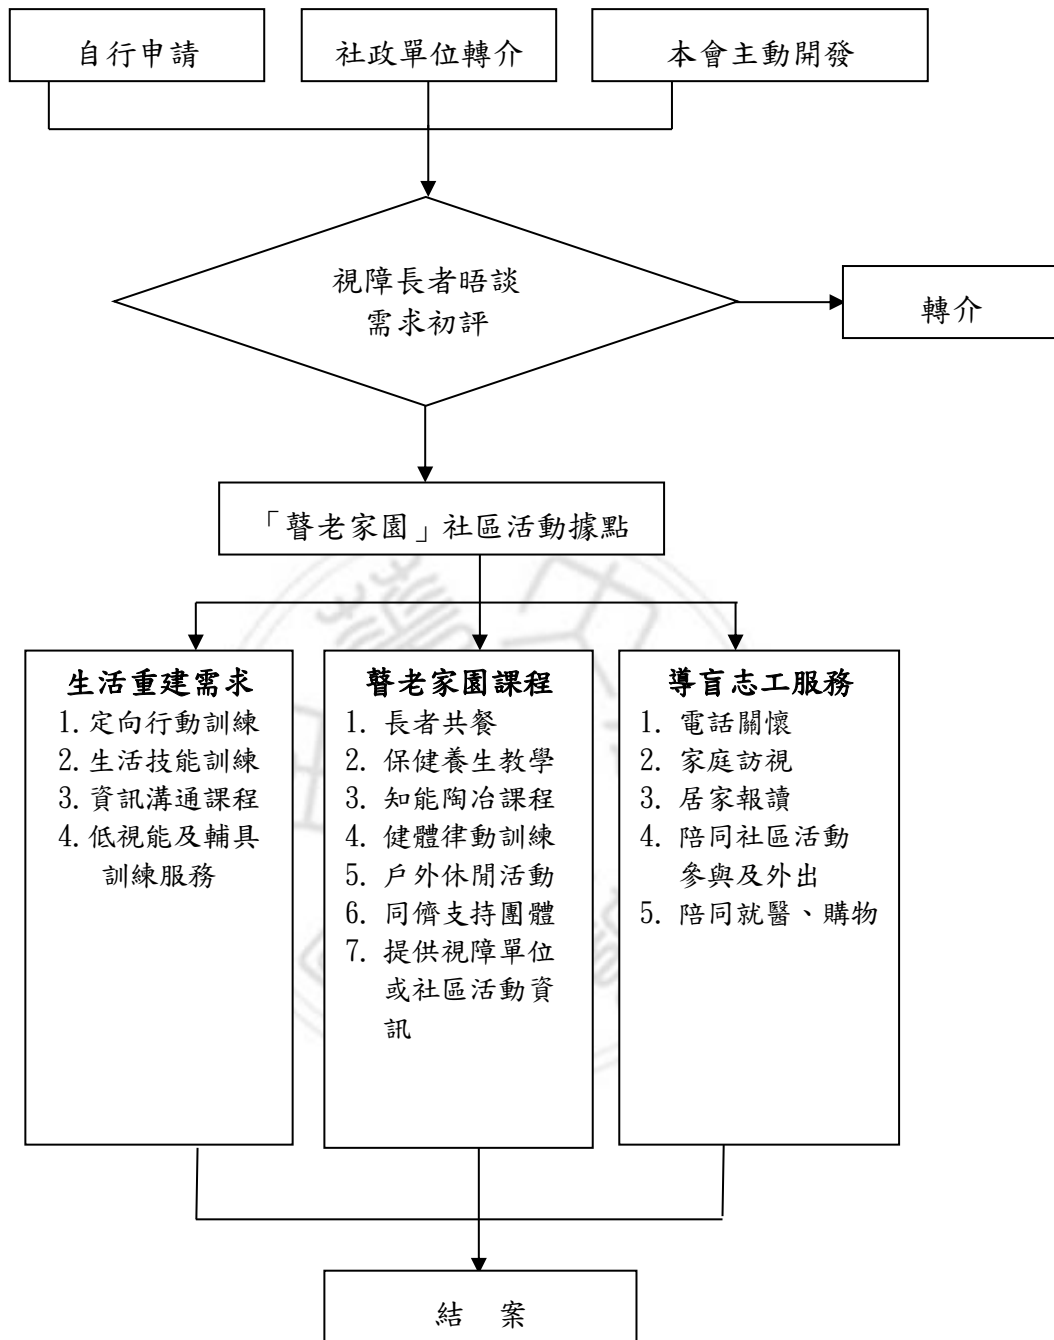 自行申請
社政單位轉介
本會主動開發
視障長者晤談
需求初評
轉介
「瞽老家園」社區活動據點
生活重建需求
1. 定向行動訓練
2. 生活技能訓練
3. 資訊溝通課程
4. 低視能及輔具
訓練服務
瞽老家園課程
1. 長者共餐
2. 保健養生教學
3. 知能陶冶課程
4. 健體律動訓練
5. 戶外休閒活動
6. 同儕支持團體
7. 提供視障單位
或社區活動資
訊
導盲志工服務
1. 電話關懷
2. 家庭訪視
3. 居家報讀
4. 陪同社區活動
參與及外出
5. 陪同就醫、購物
結 案